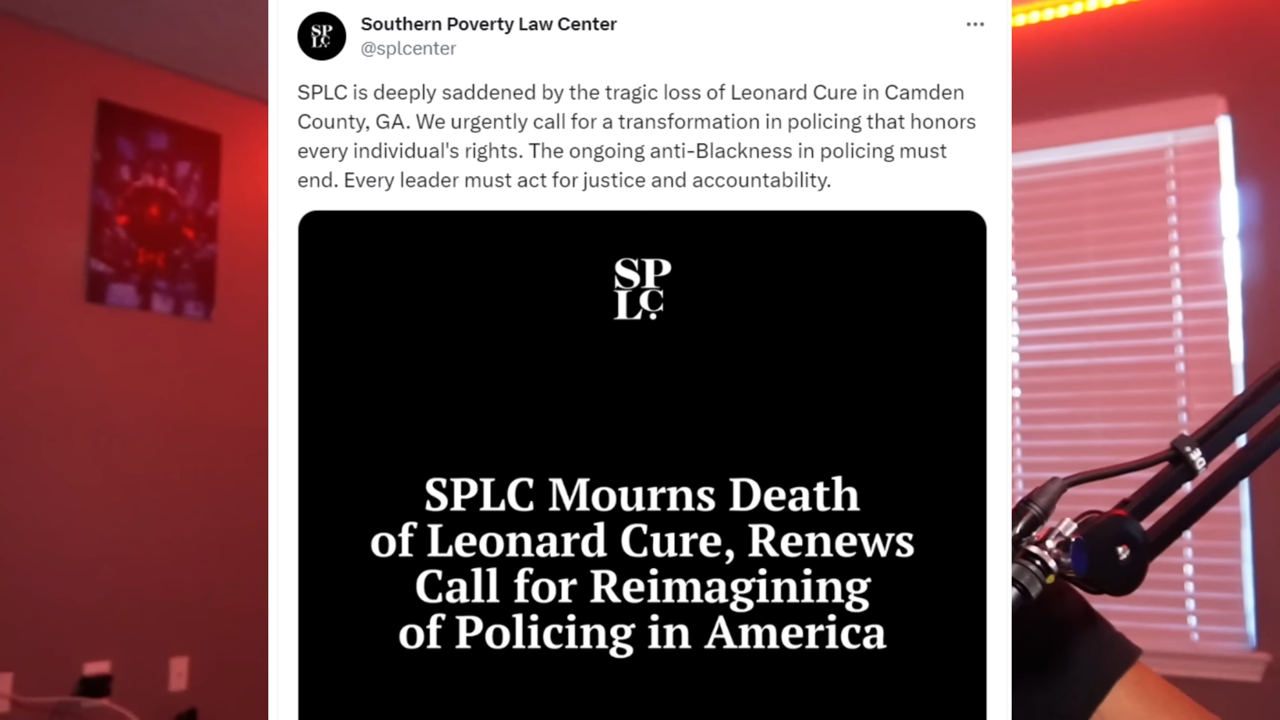 SP
LC.
Southern Poverty Law Center
@splcenter
SPLC is deeply saddened by the tragic loss of Leonard Cure in Camden
County, GA. We urgently call for a transformation in policing that honors
every individual's rights. The ongoing anti-Blackness in policing must
end. Every leader must act for justice and accountability.
SP
LC.
SPLC Mourns Death
of Leonard Cure, Renews
Call for Reimagining
of Policing in America